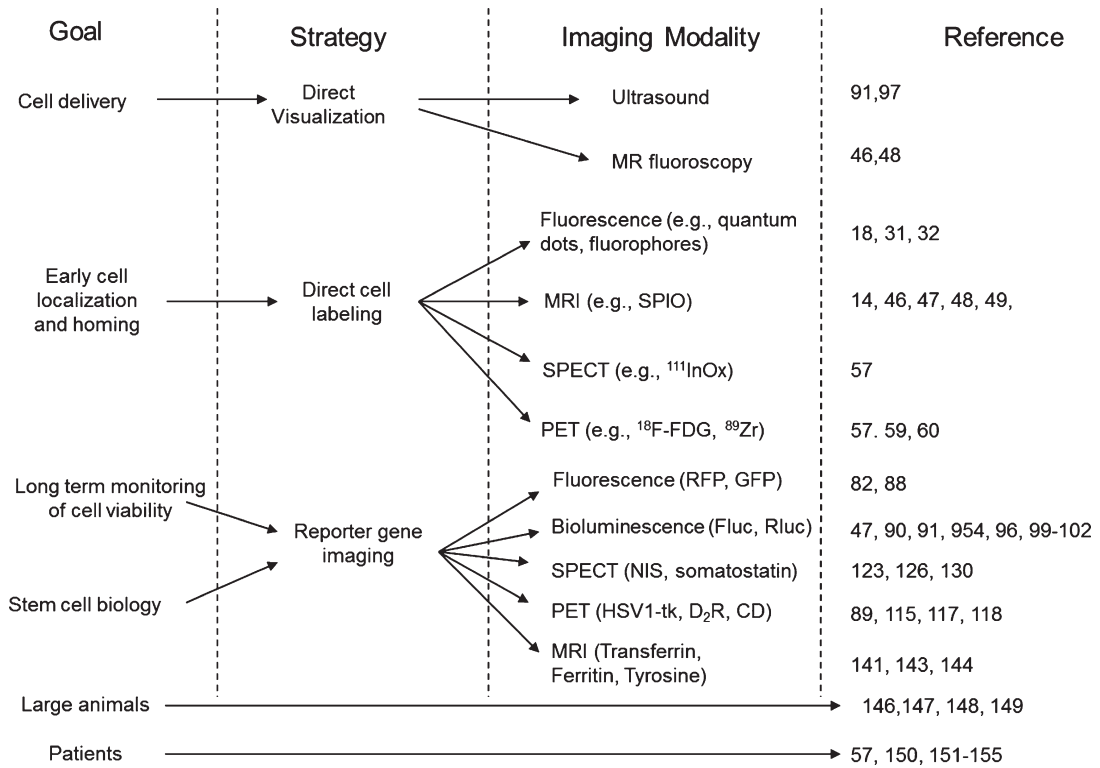 Goal Strategy Imaging Modality Reference
Cell delivery
Direct
Visualization
Ultrasound
91,97
MR fluoroscopy
46,48
Early cell
localization
and homing
Direct cell
labeling
Fluorescence (e.g., quantum
dots, fluorophores)
18, 31, 32
MRI (e.g., SPIO)
14, 46, 47, 48, 49,
SPECT (e.g., ¹¹¹InOx)
57
PET (e.g., ¹⁸F-FDG, ⁸⁹Zr)
57. 59, 60
Long term monitoring
of cell viability
Stem cell biology
Reporter gene
imaging
Fluorescence (RFP, GFP)
82, 88
Bioluminescence (Fluc, Rluc)
47, 90, 91, 954, 96, 99-102
SPECT (NIS, somatostatin)
123, 126, 130
PET (HSV1-tk, D₂R, CD)
89, 115, 117, 118
MRI (Transferrin,
Ferritin, Tyrosine)
141, 143, 144
Large animals
146,147, 148, 149
Patients
57, 150, 151-155